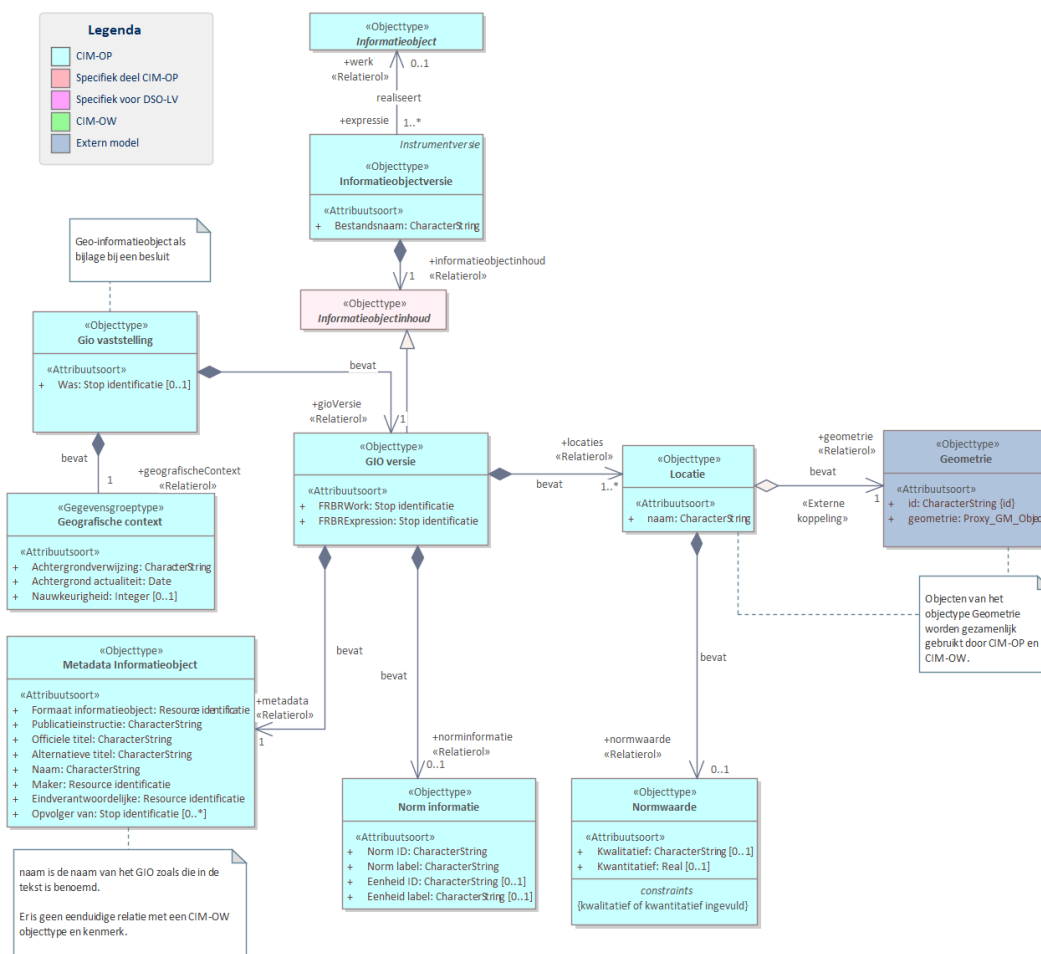 Legenda
CIM-OP
Specifiek deel CIM-OP
Specifiek voor DSO-LV
CIM-OW
Extern model
«Objecttype»
Informatieobject
+werk
«Relatierol»
0..1
realiseert
+expressie
1..*
Instrumentversie
«Objecttype»
Informatieobjectversie
«Attribuutsoort»
+ Bestandsnaam: CharacterString
+informatieobjectinhoud
«Relatierol»
1
«Objecttype»
Informatieobjectinhoud
Geo-informatieobject als
bijlage bij een besluit
«Objecttype»
Gio vaststelling
«Attribuutsoort»
+ Was: Stop identificatie [0..1]
bevat
+gioVersie
«Relatierol»
1
bevat
1
+geografischeContext
«Relatierol»
«Gegevensgroeptype»
Geografische context
«Attribuutsoort»
+ Achtergrondverwijzing: CharacterString
+ Achtergrond actualiteit: Date
+ Nauwkeurigheid: Integer [0..1]
«Objecttype»
GIO versie
«Attribuutsoort»
+ FRBRWork: Stop identificatie
+ FRBRExpression: Stop identificatie
+locaties
«Relatierol»
bevat
1..*
«Objecttype»
Locatie
«Attribuutsoort»
+ naam: CharacterString
+geometrie
«Relatierol»
bevat
1
«Externe
koppeling»
«Objecttype»
Geometrie
«Attribuutsoort»
+ id: CharacterString {id}
+ geometrie: Proxy_GM_Objec
Objecten van het
objectype Geometrie
worden gezamenlijk
gebruikt door CIM-OP en
CIM-OW.
«Objecttype»
Metadata Informatieobject
«Attribuutsoort»
+ Formaat informatieobject: Resource identificatie
+ Publicatieinstructie: CharacterString
+ Officiele titel: CharacterString
+ Alternatieve titel: CharacterString
+ Naam: CharacterString
+ Maker: Resource identificatie
+ Eindverantwoordelijke: Resource identificatie
+ Opvolger van: Stop identificatie [0..*]
bevat
+metadata
«Relatierol»
1
bevat
+norminformatie
«Relatierol»
0..1
bevat
+normwaarde
«Relatierol»
0..1
«Objecttype»
Norm informatie
«Attribuutsoort»
+ Norm ID: CharacterString
+ Norm label: CharacterString
+ Eenheid ID: CharacterString [0..1]
+ Eenheid label: CharacterString [0..1]
«Objecttype»
Normwaarde
«Attribuutsoort»
+ Kwalitatief: CharacterString [0..1]
+ Kwantitatief: Real [0..1]
constraints
{kwalitatief of kwantitatief ingevuld}
naam is de naam van het GIO zoals die in de
tekst is benoemd.
Er is geen eenduidige relatie met een CIM-OW
objecttype en kenmerk.